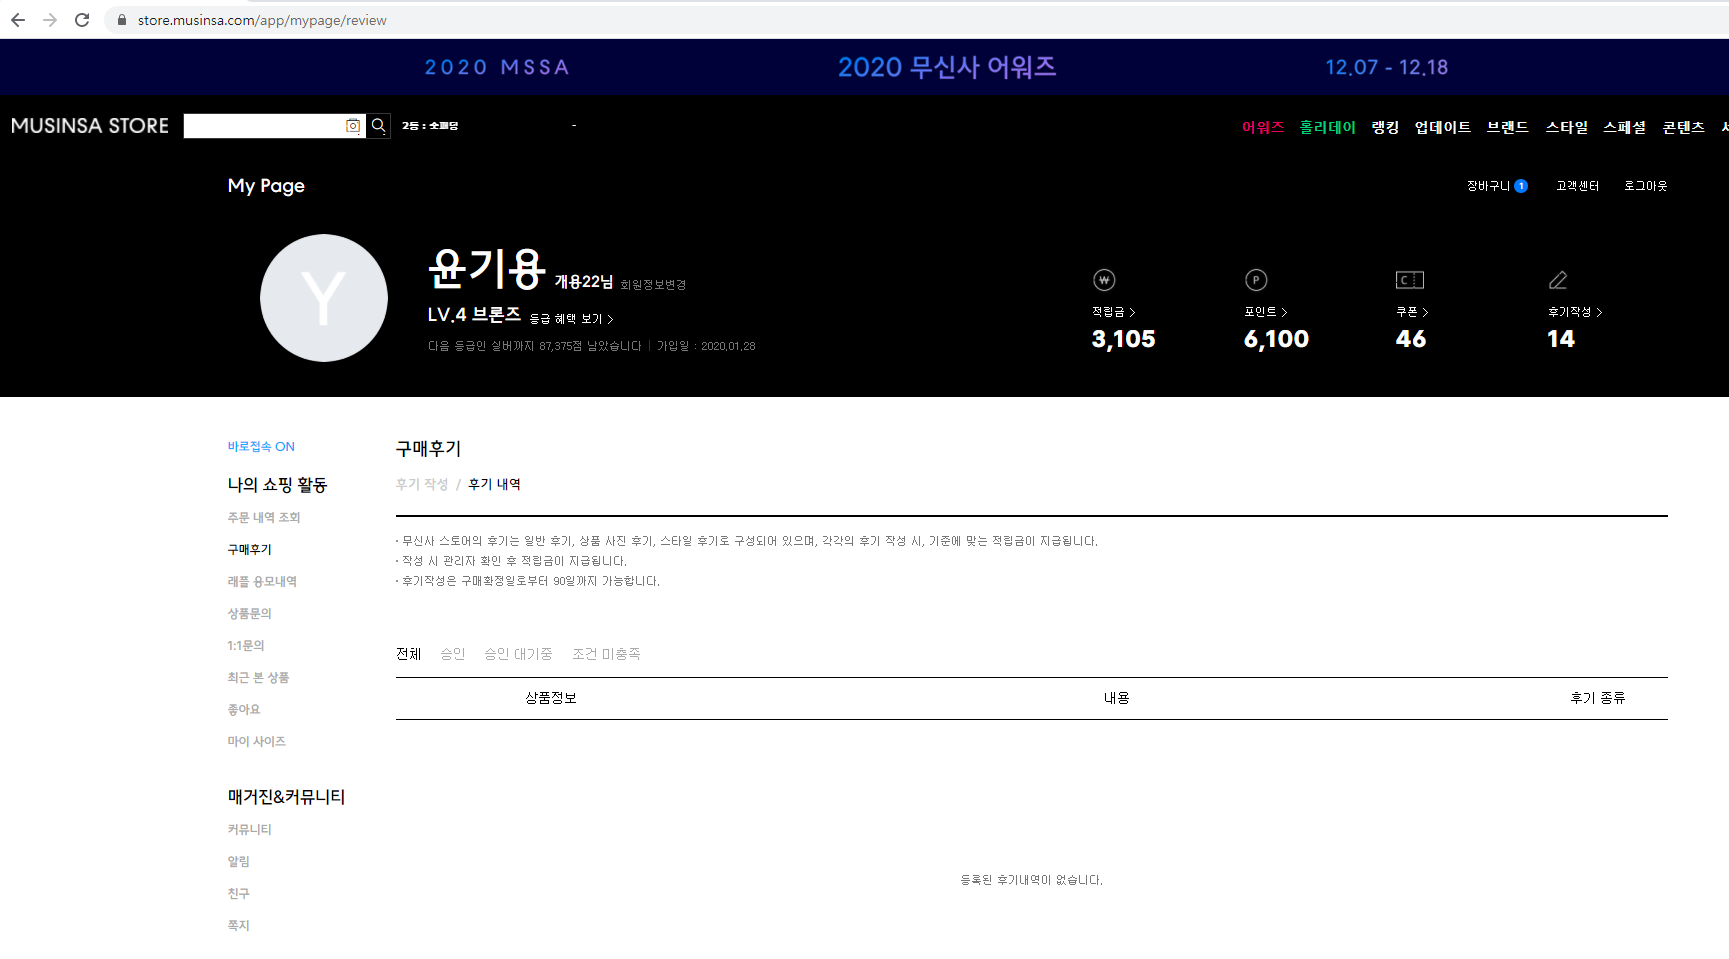 store.musinsa.com/app/mypage/review
2020 MSSA
2020 무신사 어워즈
12.07 - 12.18
MUSINSA STORE
2등 : 숏패딩
-
어워즈 홀리데이 랭킹 업데이트 브랜드 스타일 스페셜 콘텐츠
My Page
장바구니 1 고객센터 로그아웃
Y
윤기용 개용22님 회원정보변경
LV.4 브론즈 등급 혜택 보기 >
다음 등급인 실버까지 87,375점 남았습니다 | 가입일 : 2020.01.28
₩ P C
적립금 > 포인트 > 쿠폰 > 후기작성 >
3,105 6,100 46 14
바로접속 ON
나의 쇼핑 활동
주문 내역 조회
구매후기
래플 응모내역
상품문의
1:1문의
최근 본 상품
좋아요
마이 사이즈
매거진&커뮤니티
커뮤니티
알림
친구
쪽지
구매후기
후기 작성 / 후기 내역
· 무신사 스토어의 후기는 일반 후기, 상품 사진 후기, 스타일 후기로 구성되어 있으며, 각각의 후기 작성 시, 기준에 맞는 적립금이 지급됩니다.
· 작성 시 관리자 확인 후 적립금이 지급됩니다.
· 후기작성은 구매확정일로부터 90일까지 가능합니다.
전체 승인 승인 대기중 조건 미충족
상품정보 내용 후기 종류
등록된 후기내역이 없습니다.